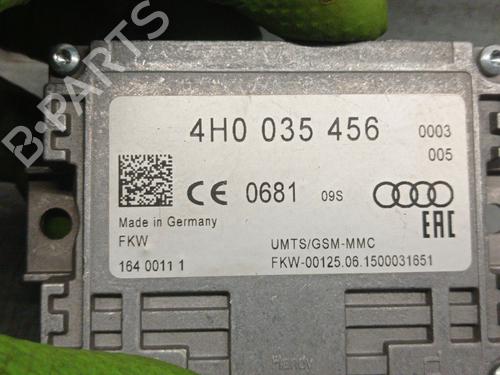 B-PARTS
4H0 035 456
0003
005
CE 0681 09S
EAC
Made in Germany
FKW
UMTS/GSM-MMC
164 0011 1
FKW-00125.06.1500031651
Handy